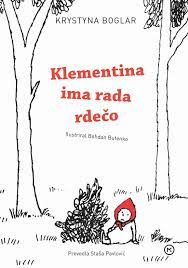 KRYSTYNA BOGLAR
Klementina
ima rada
rdečo
Ilustriral Bohdan Butenko
Prevedla Staša Pavlović
K